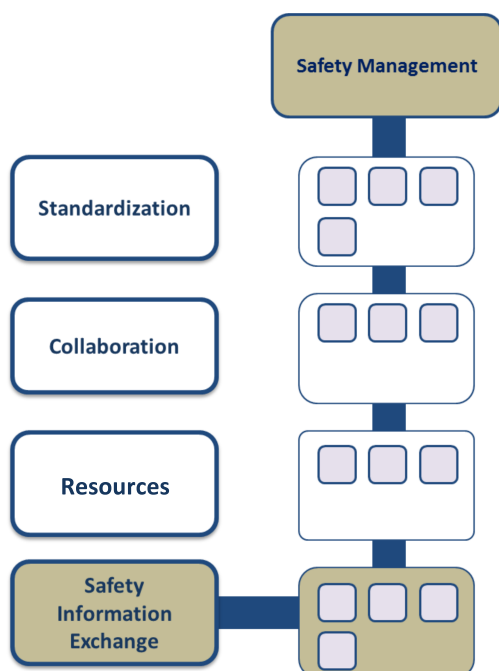 Safety Management
Standardization
Collaboration
Resources
Safety
Information
Exchange